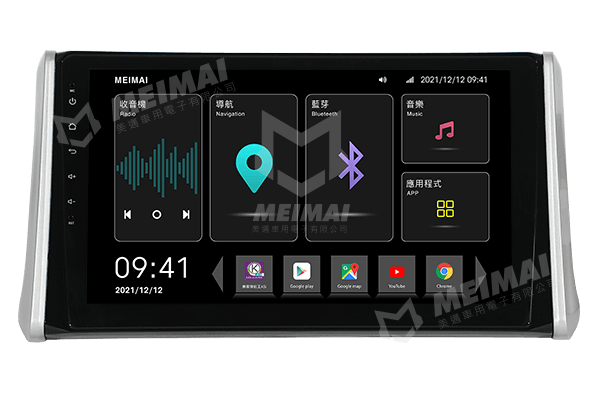 MEIMAI
2021/12/12 09:41
收音機
Radio
導航
Navigation
藍芽
Bluetooth
音樂
Music
應用程式
APP
09:41
2021/12/12
Google play
Google map
YouTube
Chrome
MEIMAI
美邁車用電子有限公司
MEIMAI
美邁車用電子有限公司
MEIMAI
美邁車用電子有限公司